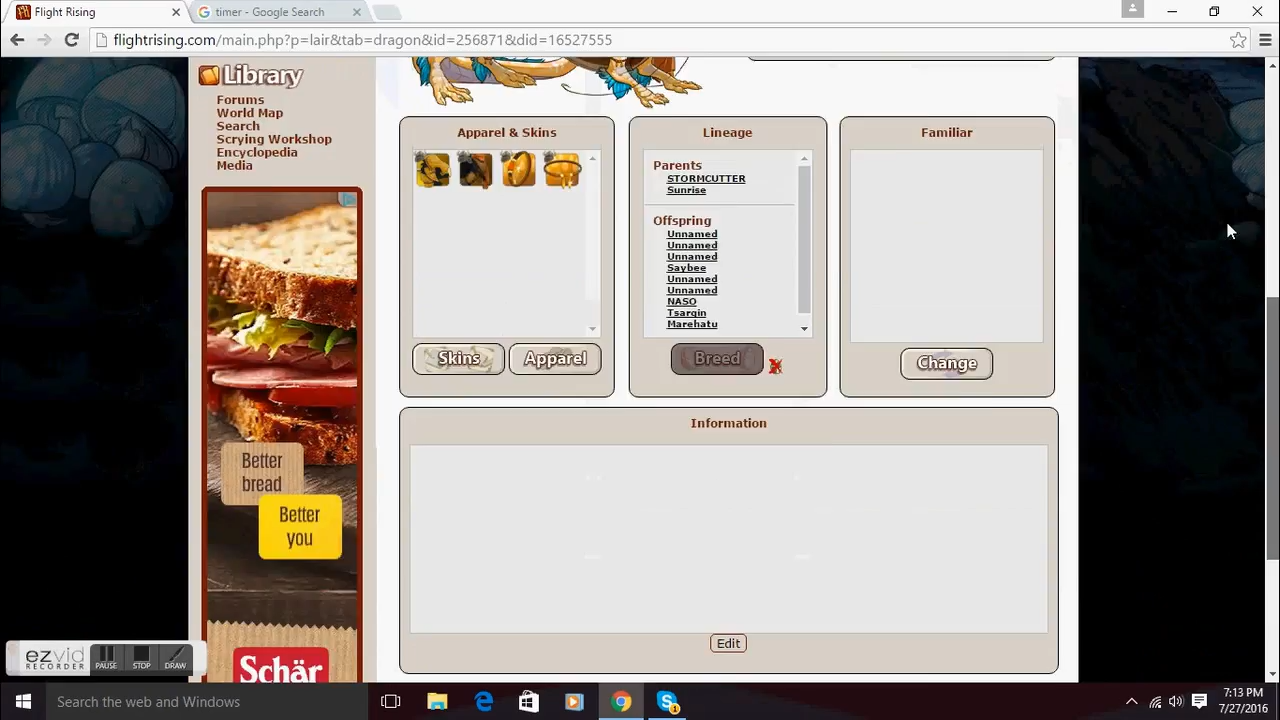 Flight Rising
timer - Google Search
flightrising.com/main.php?p=lair&tab=dragon&id=256871&did=16527555
Library
Forums
World Map
Search
Scrying Workshop
Encyclopedia
Media
Better
bread
Better
you
Schär
Apparel & Skins
Skins
Apparel
Lineage
Parents
STORMCUTTER
Sunrise
Offspring
Unnamed
Unnamed
Unnamed
Saybee
Unnamed
Unnamed
NASO
Tsargin
Marehatu
Breed
Familiar
Change
Information
Edit
ezvid
RECORDER
PAUSE
STOP
DRAW
Search the web and Windows
1
7:13 PM
7/27/2016